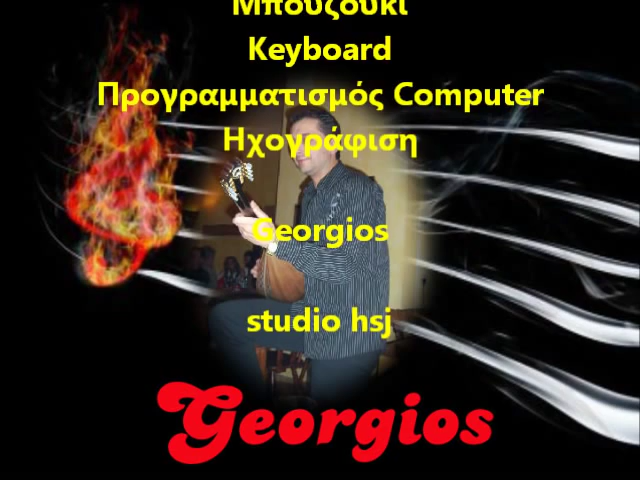 Μπουζούκι
Keyboard
Προγραμματισμός Computer
Ηχογράφιση
Georgios
studio hsj
Georgios